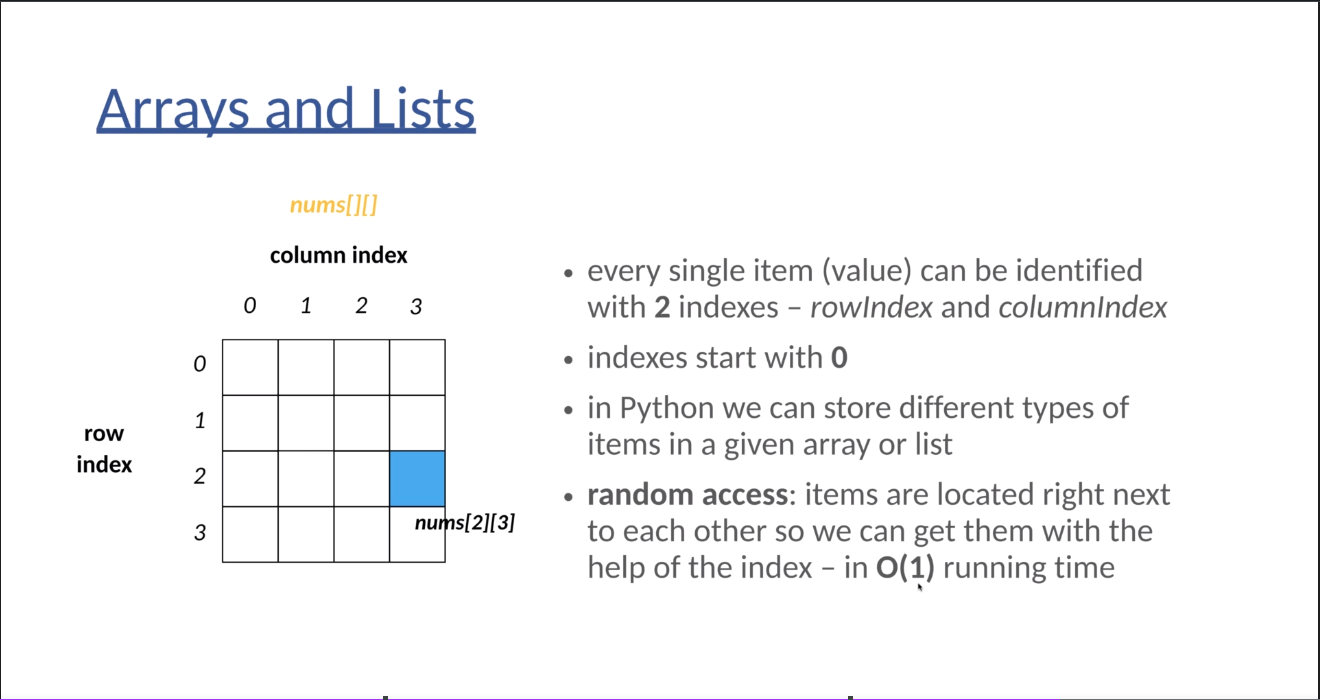 Arrays and Lists
nums[][]
column index
0 1 2 3
0
1
row
index
2
3
nums[2][3]
• every single item (value) can be identified
with 2 indexes – rowIndex and columnIndex
• indexes start with 0
• in Python we can store different types of
items in a given array or list
• random access: items are located right next
to each other so we can get them with the
help of the index – in O(1) running time